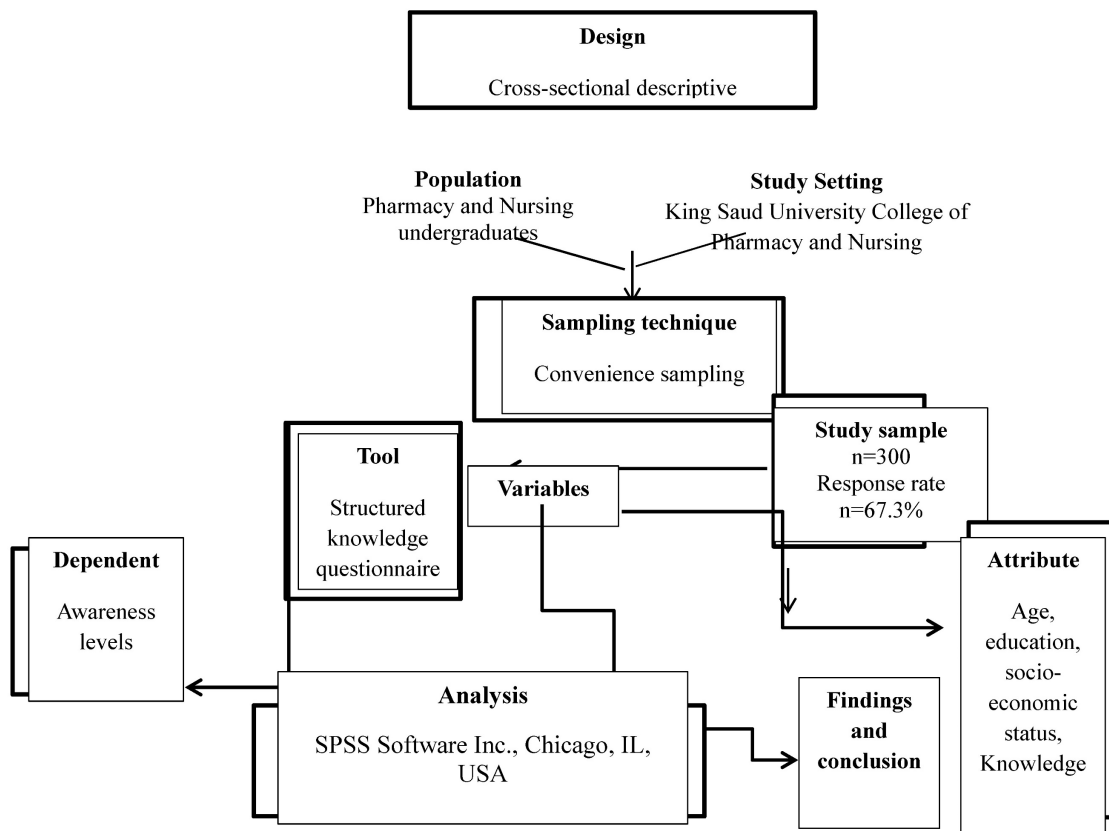 Design
Cross-sectional descriptive
Population
Pharmacy and Nursing
undergraduates
Study Setting
King Saud University College of
Pharmacy and Nursing
Sampling technique
Convenience sampling
Study sample
n=300
Response rate
n=67.3%
Tool
Structured
knowledge
questionnaire
Variables
Dependent
Awareness
levels
Attribute
Age,
education,
socio-
economic
status,
Knowledge
Analysis
SPSS Software Inc., Chicago, IL,
USA
Findings
and
conclusion